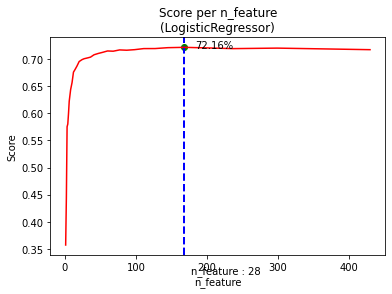 Score per n_feature
(LogisticRegressor)
72.16%
0.70
0.65
0.60
0.55
0.50
0.45
0.40
0.35
Score
0
100
200
300
400
n_feature : 28
n_feature